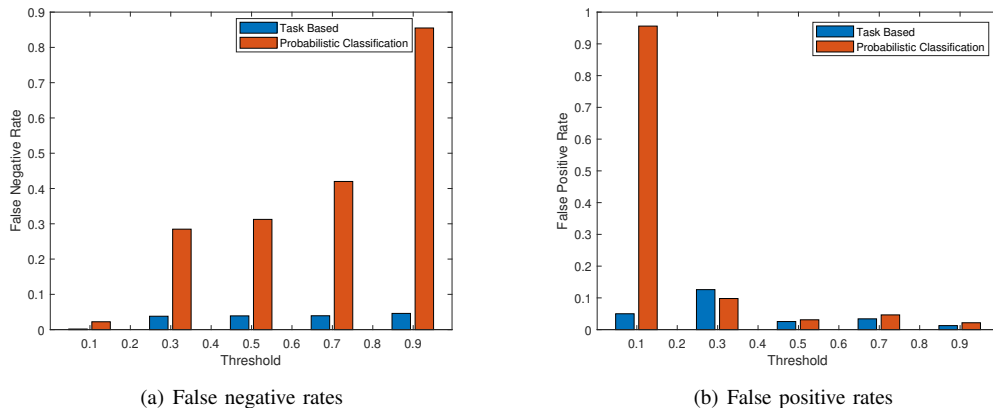 0.9
0.8
0.7
0.6
0.5
0.4
0.3
0.2
0.1
0
False Negative Rate
Task Based
Probabilistic Classification
0.1 0.2 0.3 0.4 0.5 0.6 0.7 0.8 0.9
Threshold
(a) False negative rates
1
0.9
0.8
0.7
0.6
0.5
0.4
0.3
0.2
0.1
0
False Positive Rate
Task Based
Probabilistic Classification
0.1 0.2 0.3 0.4 0.5 0.6 0.7 0.8 0.9
Threshold
(b) False positive rates